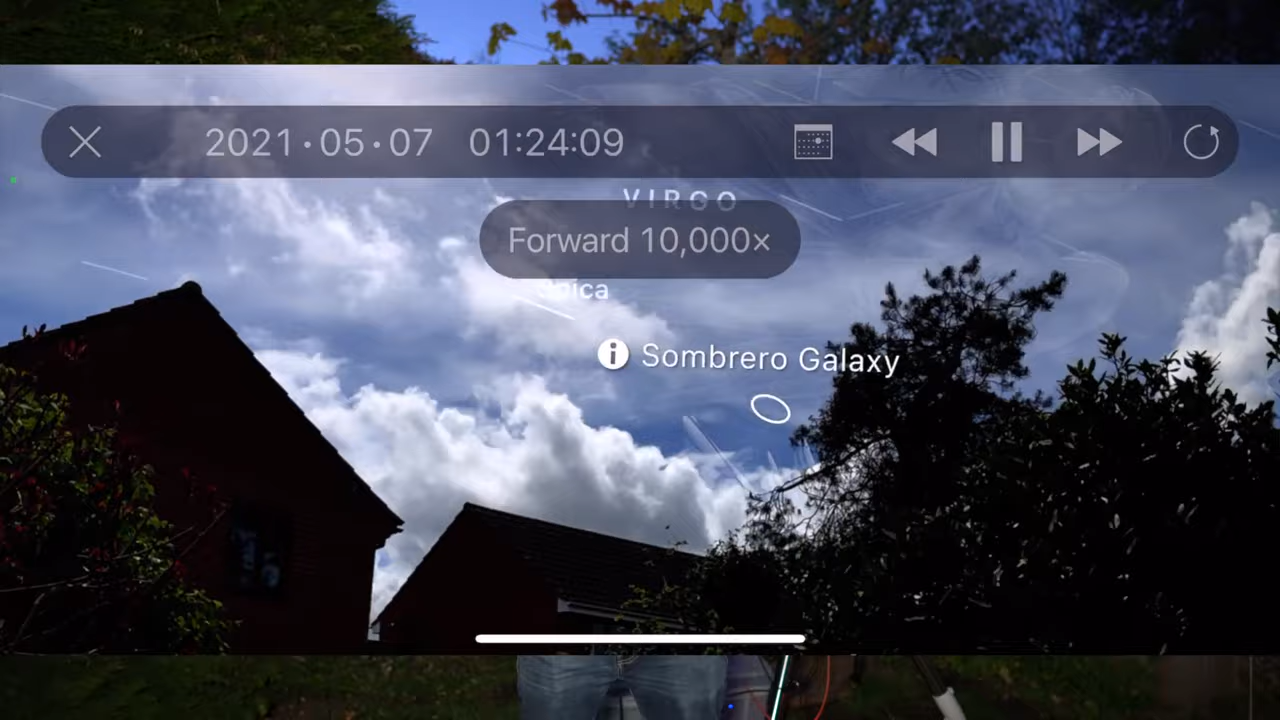 2021·05·07 01:24:09
VIRGO
Forward 10,000×
Spica
Sombrero Galaxy